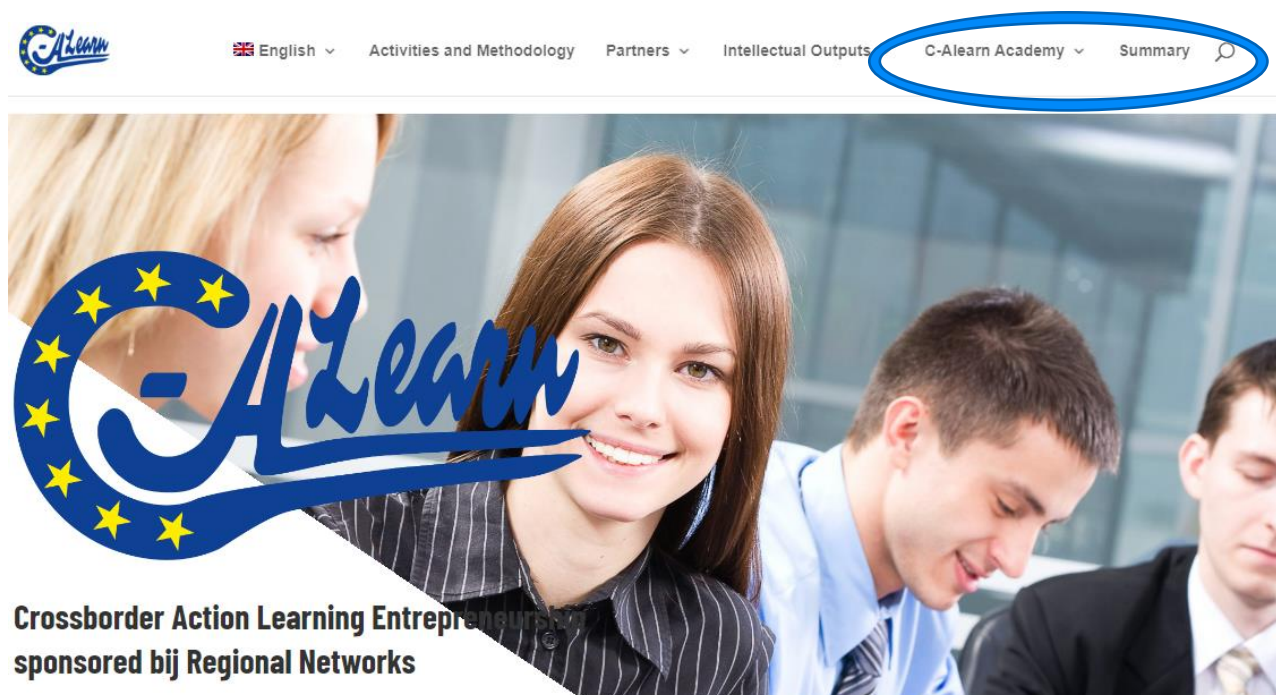 C-ALearn
English
Activities and Methodology
Partners
Intellectual Outputs
C-Alearn Academy
Summary
C-ALearn
Crossborder Action Learning Entrepreneurship
sponsored bij Regional Networks